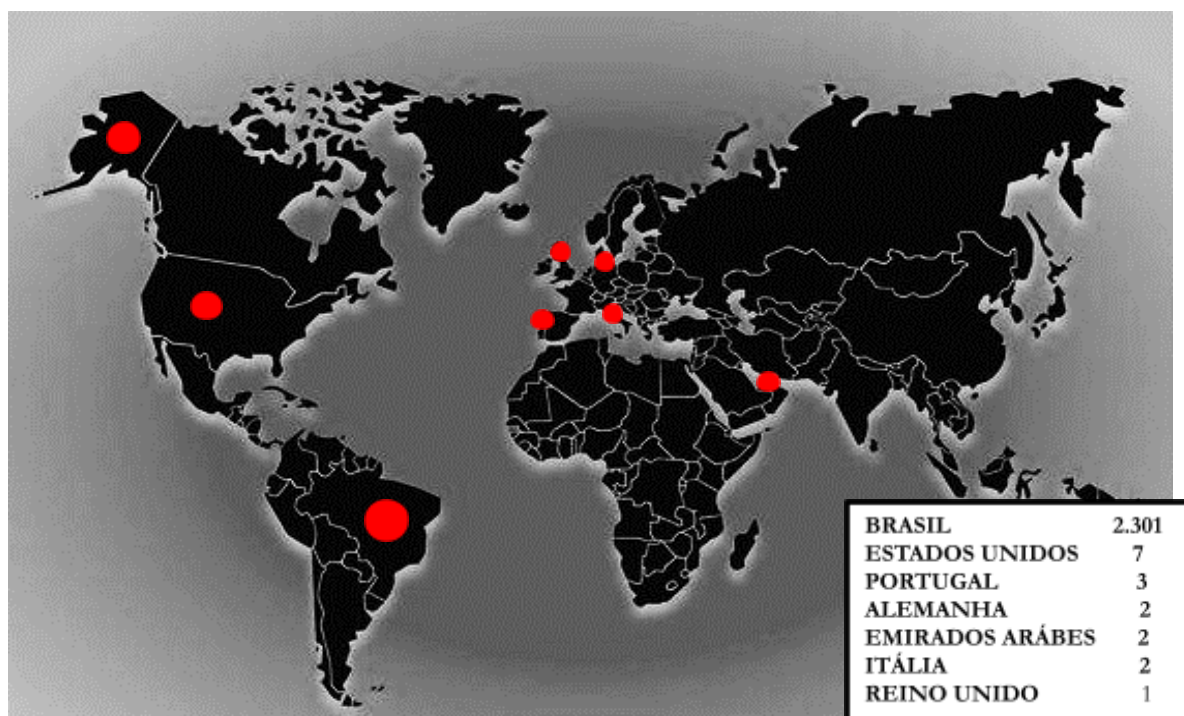 BRASIL 2.301
ESTADOS UNIDOS 7
PORTUGAL 3
ALEMANHA 2
EMIRADOS ARÁBES 2
ITÁLIA 2
REINO UNIDO 1